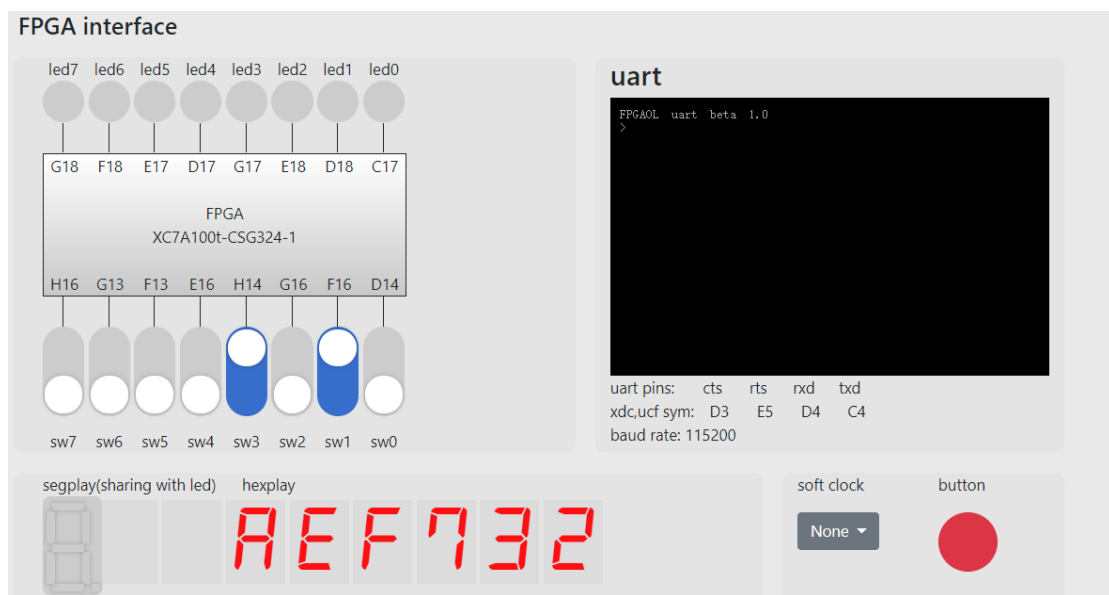 FPGA interface
led7 led6 led5 led4 led3 led2 led1 led0
G18 F18 E17 D17 G17 E18 D18 C17
FPGA
XC7A100t-CSG324-1
H16 G13 F13 E16 H14 G16 F16 D14
sw7 sw6 sw5 sw4 sw3 sw2 sw1 sw0
uart
FPGAOL uart beta 1.0
>
uart pins: cts rts rxd txd
xdc,ucf sym: D3 E5 D4 C4
baud rate: 115200
segplay(sharing with led) hexplay
AEF732
soft clock button
None